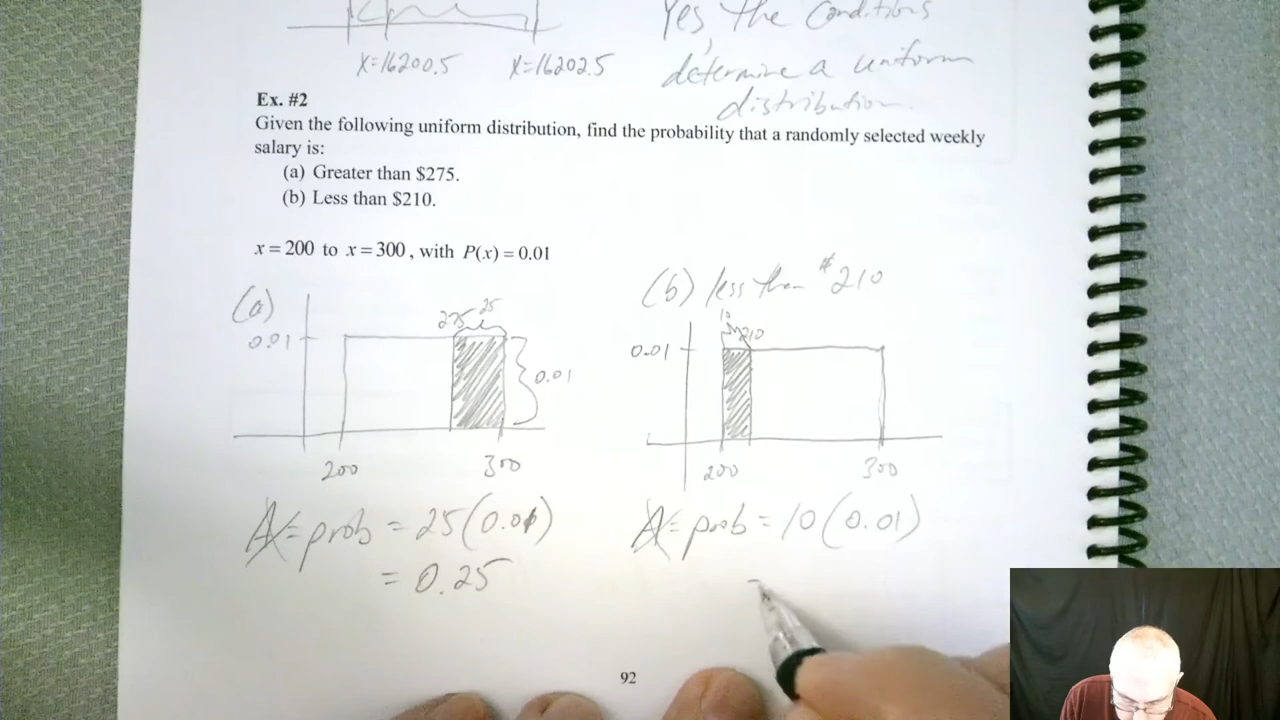 x=16200.5 x=16202.5
Yes, the conditions
determine a uniform
distribution.
Ex. #2
Given the following uniform distribution, find the probability that a randomly selected weekly
salary is:
(a) Greater than $275.
(b) Less than $210.
x = 200 to x = 300, with P(x) = 0.01
(a)
275 25
0.01
0.01
200 300
A = prob = 25(0.01)
= 0.25
(b) less than $210
10
210
0.01
200 300
A = prob = 10(0.01)
92